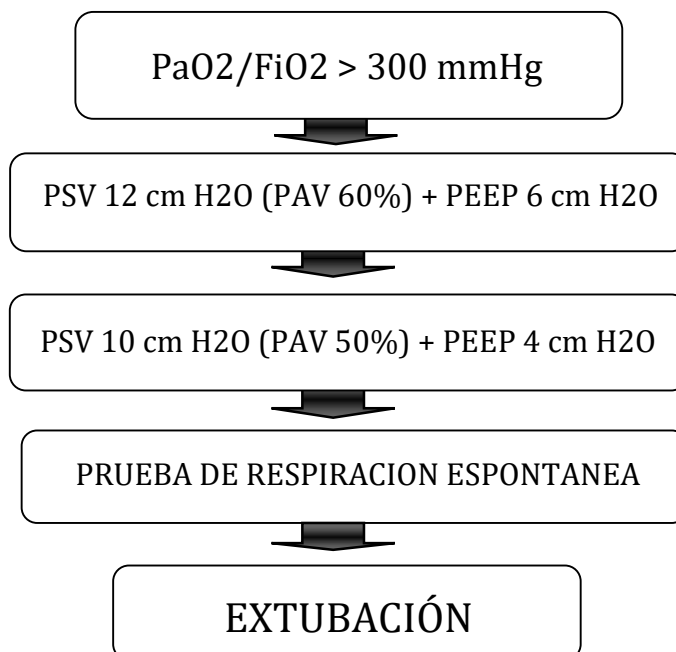 PaO2/FiO2 > 300 mmHg
PSV 12 cm H2O (PAV 60%) + PEEP 6 cm H2O
PSV 10 cm H2O (PAV 50%) + PEEP 4 cm H2O
PRUEBA DE RESPIRACION ESPONTANEA
EXTUBACIÓN